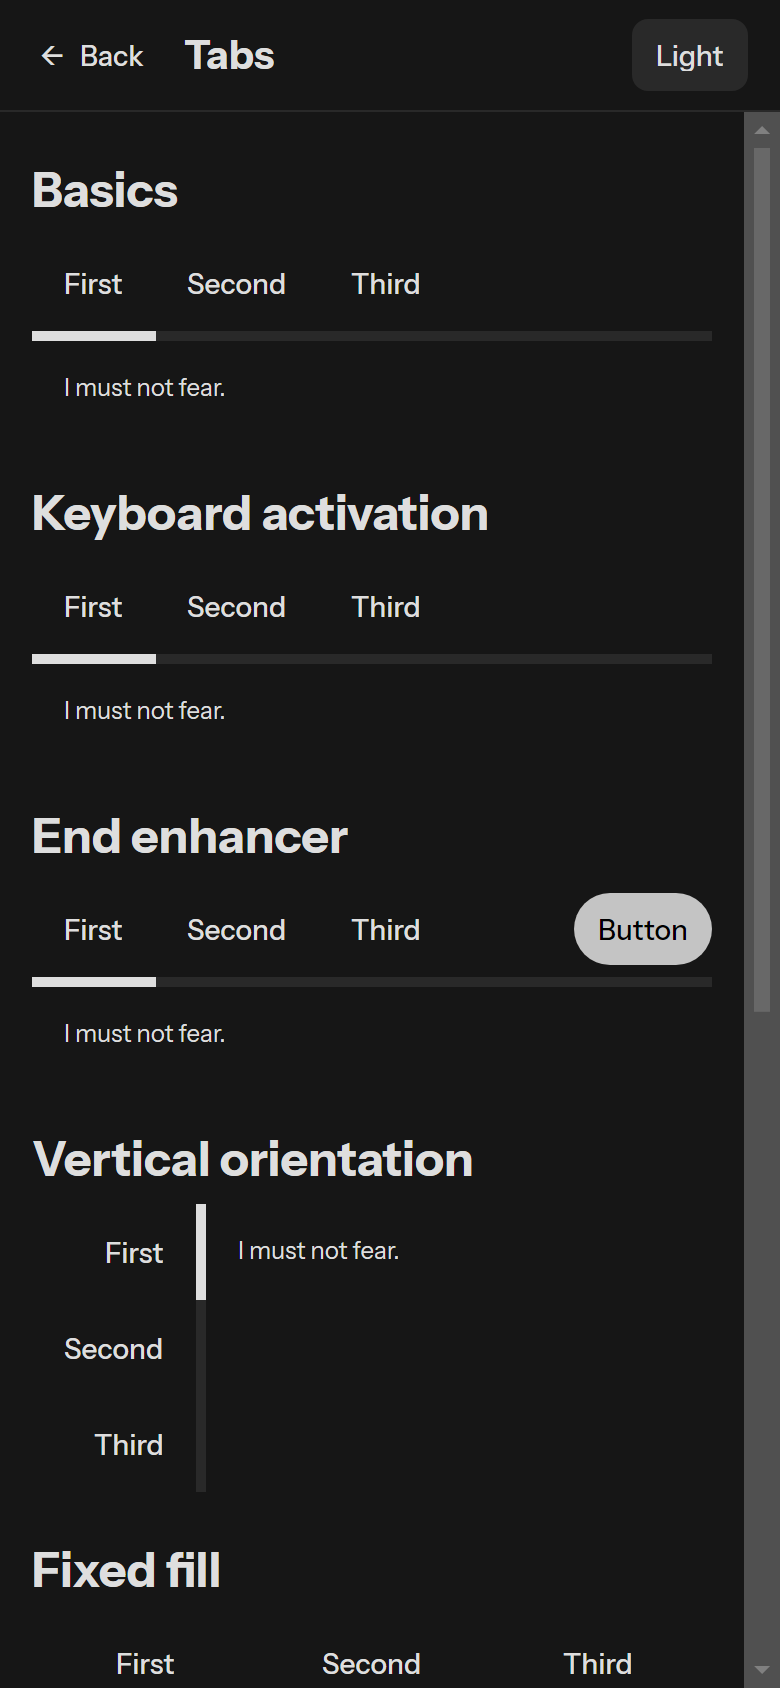 ← Back Tabs Light
Basics
First Second Third
I must not fear.
Keyboard activation
First Second Third
I must not fear.
End enhancer
First Second Third Button
I must not fear.
Vertical orientation
First I must not fear.
Second
Third
Fixed fill
First Second Third